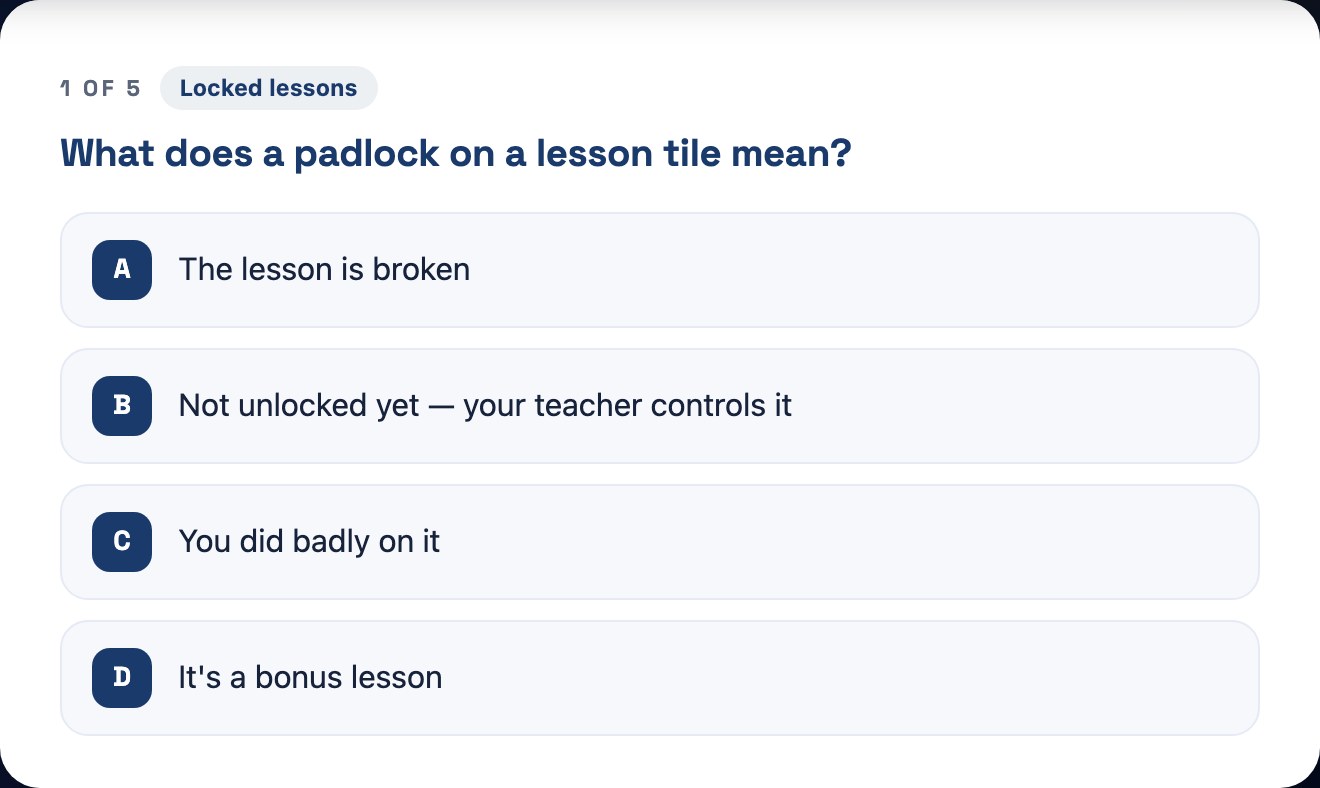 1 OF 5 Locked lessons
What does a padlock on a lesson tile mean?
A The lesson is broken
B Not unlocked yet — your teacher controls it
C You did badly on it
D It's a bonus lesson